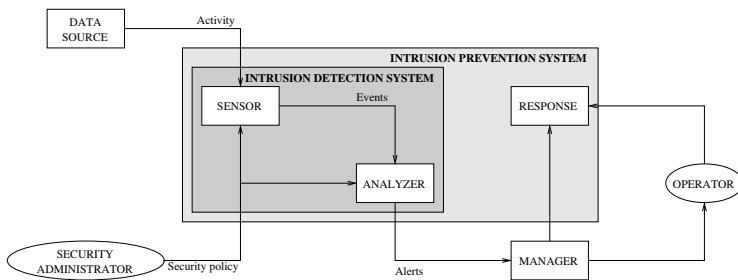 DATA
SOURCE
Activity
INTRUSION PREVENTION SYSTEM
INTRUSION DETECTION SYSTEM
SENSOR
Events
RESPONSE
ANALYZER
OPERATOR
SECURITY
ADMINISTRATOR
Security policy
Alerts
MANAGER